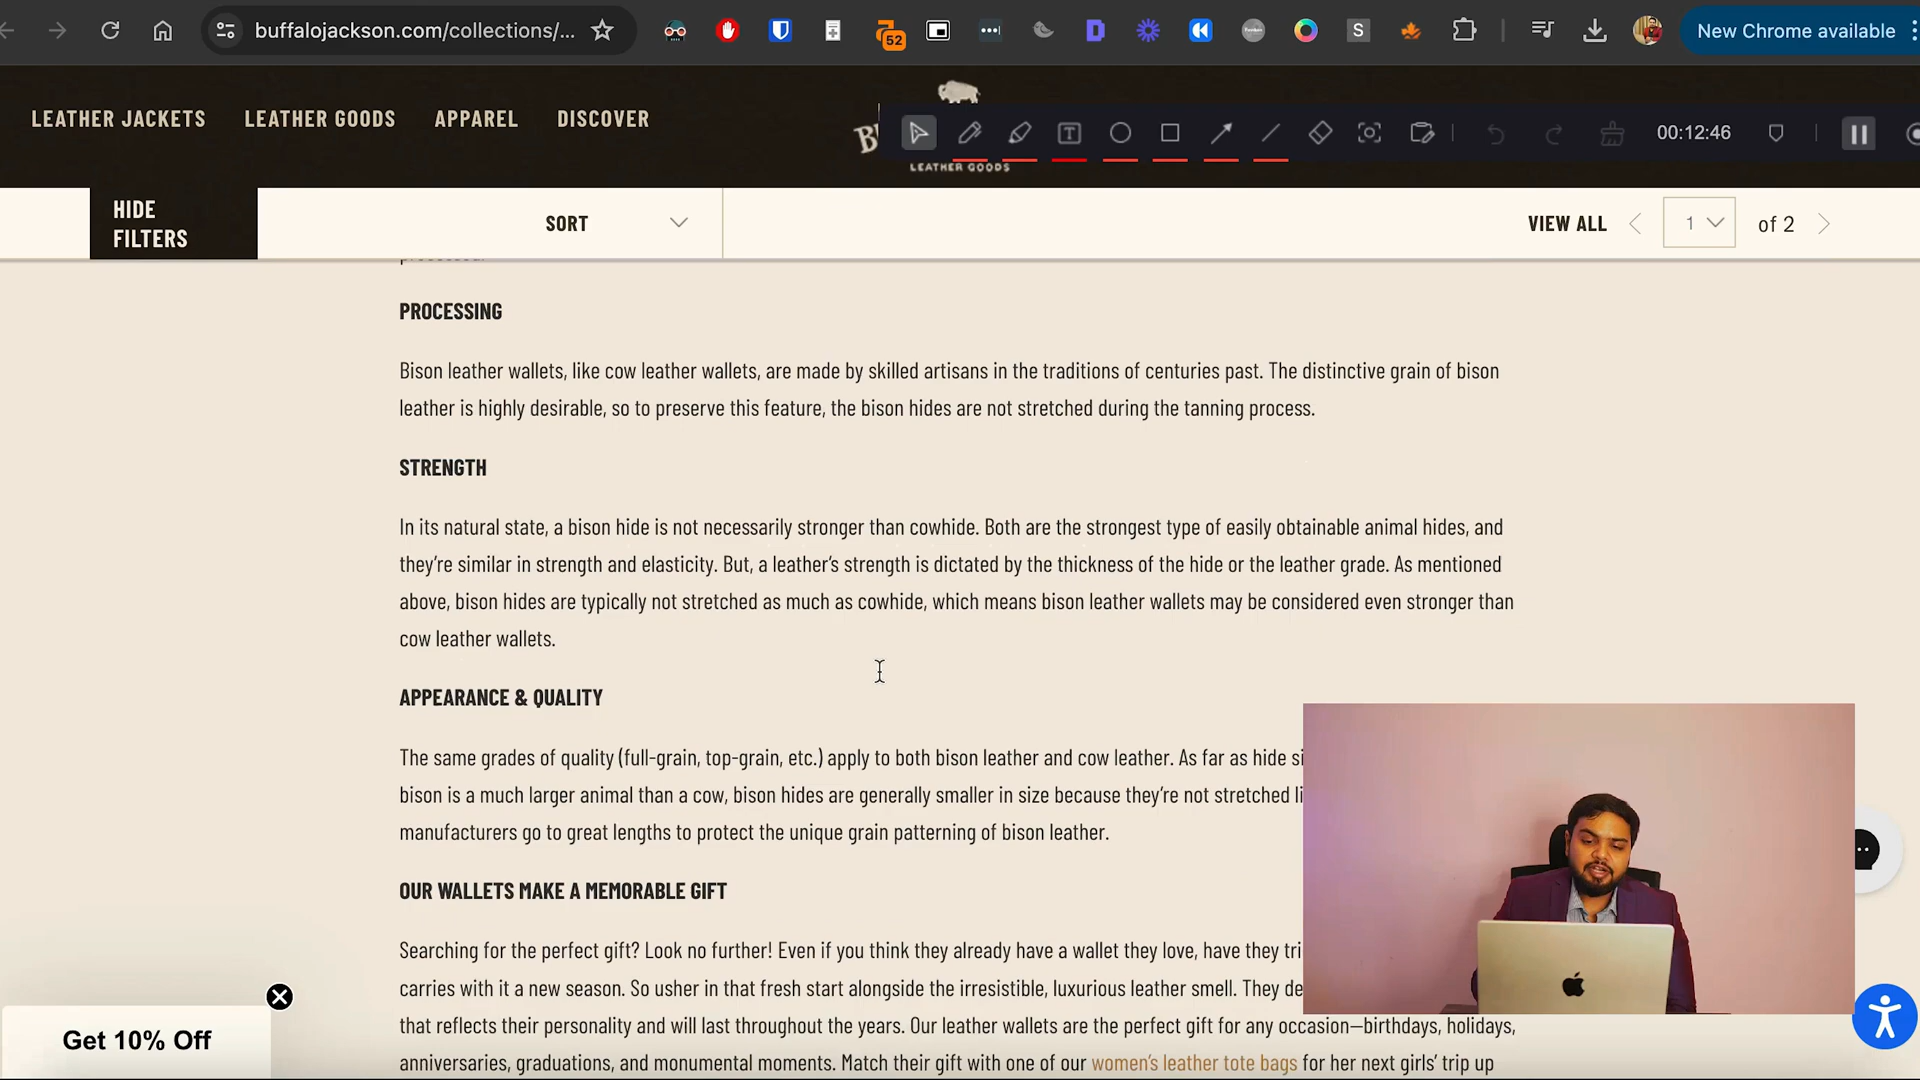 buffalojackson.com/collections/...
52
S
New Chrome available
LEATHER JACKETS
LEATHER GOODS
APPAREL
DISCOVER
LEATHER GOODS
T
00:12:46
HIDE
FILTERS
SORT
VIEW ALL
1
of 2
PROCESSING
Bison leather wallets, like cow leather wallets, are made by skilled artisans in the traditions of centuries past. The distinctive grain of bison
leather is highly desirable, so to preserve this feature, the bison hides are not stretched during the tanning process.
STRENGTH
In its natural state, a bison hide is not necessarily stronger than cowhide. Both are the strongest type of easily obtainable animal hides, and
they're similar in strength and elasticity. But, a leather's strength is dictated by the thickness of the hide or the leather grade. As mentioned
above, bison hides are typically not stretched as much as cowhide, which means bison leather wallets may be considered even stronger than
cow leather wallets.
APPEARANCE & QUALITY
The same grades of quality (full-grain, top-grain, etc.) apply to both bison leather and cow leather. As far as hide si
bison is a much larger animal than a cow, bison hides are generally smaller in size because they're not stretched li
manufacturers go to great lengths to protect the unique grain patterning of bison leather.
OUR WALLETS MAKE A MEMORABLE GIFT
Searching for the perfect gift? Look no further! Even if you think they already have a wallet they love, have they tri
carries with it a new season. So usher in that fresh start alongside the irresistible, luxurious leather smell. They de
that reflects their personality and will last throughout the years. Our leather wallets are the perfect gift for any occasion—birthdays, holidays,
anniversaries, graduations, and monumental moments. Match their gift with one of our women's leather tote bags for her next girls' trip up
Get 10% Off